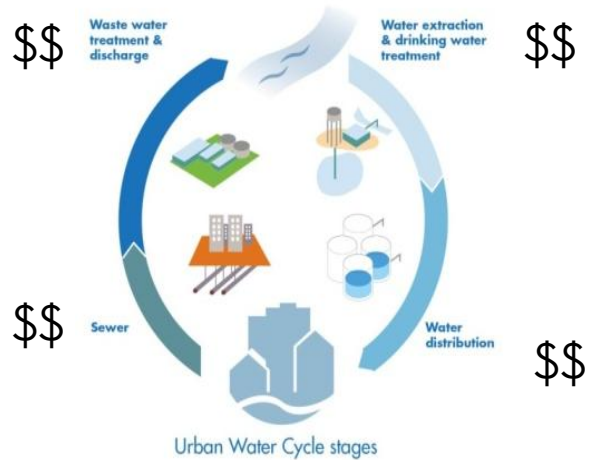 $$
Waste water
treatment &
discharge
Water extraction
& drinking water
treatment
$$
$$
Sewer
Water
distribution
$$
Urban Water Cycle stages